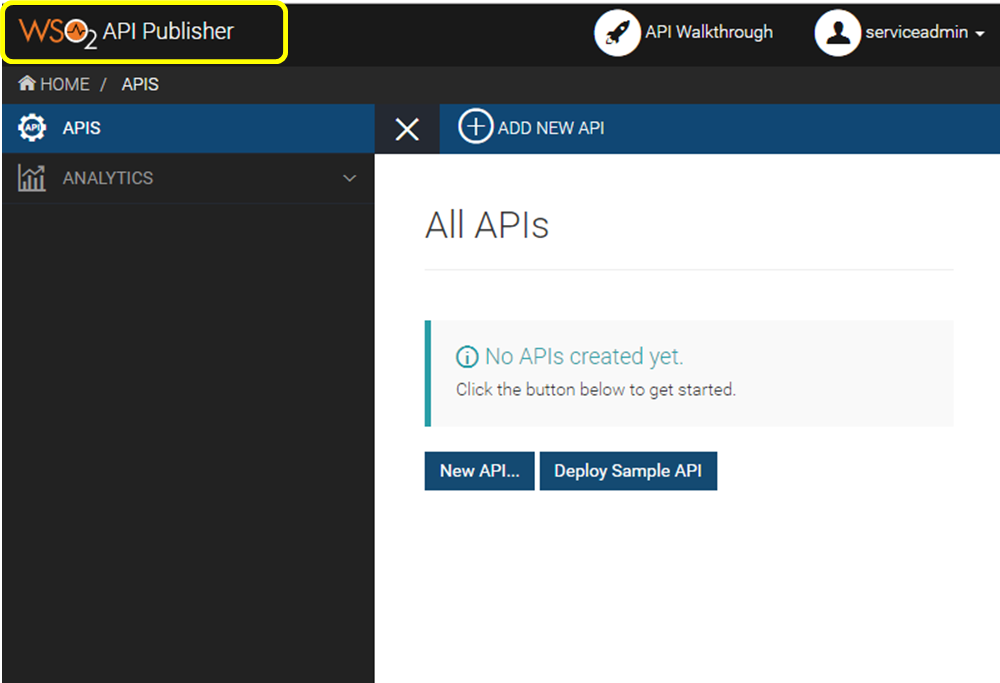 WSO2 API Publisher
API Walkthrough
serviceadmin
HOME / APIS
API APIS
ADD NEW API
ANALYTICS
All APIs
No APIs created yet.
Click the button below to get started.
New API...
Deploy Sample API